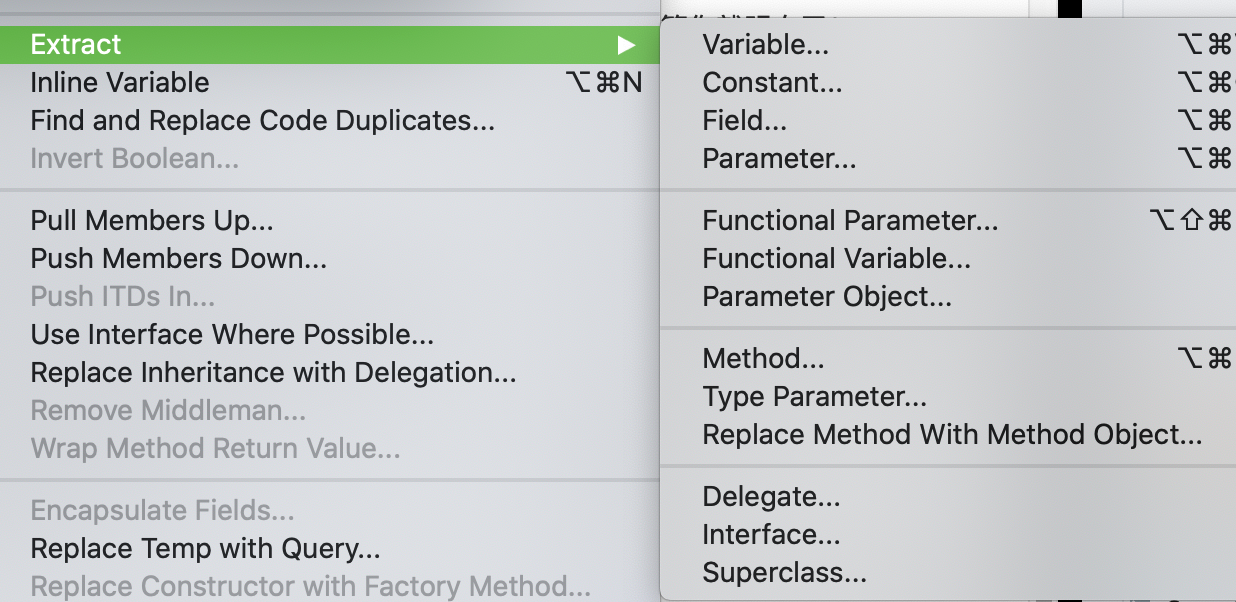 Extract ▶
Inline Variable ⌥⌘N
Find and Replace Code Duplicates...
Invert Boolean...
Pull Members Up...
Push Members Down...
Push ITDs In...
Use Interface Where Possible...
Replace Inheritance with Delegation...
Remove Middleman...
Wrap Method Return Value...
Encapsulate Fields...
Replace Temp with Query...
Replace Constructor with Factory Method...
Variable... ⌥⌘
Constant... ⌥⌘
Field... ⌥⌘
Parameter... ⌥⌘
Functional Parameter... ⌥⇧⌘
Functional Variable...
Parameter Object...
Method... ⌥⌘
Type Parameter...
Replace Method With Method Object...
Delegate...
Interface...
Superclass...